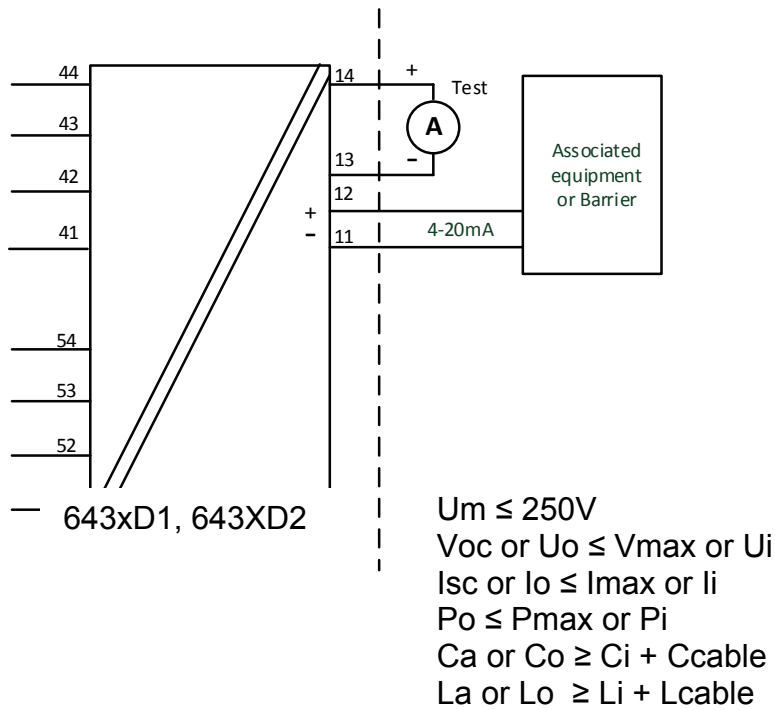 44
43
42
41
54
53
52
14
+
Test
A
-
13
12
+
-
11
4-20mA
Associated
equipment
or Barrier
643xD1, 643XD2
Um ≤ 250V
Voc or Uo ≤ Vmax or Ui
Isc or Io ≤ Imax or Ii
Po ≤ Pmax or Pi
Ca or Co ≥ Ci + Ccable
La or Lo ≥ Li + Lcable